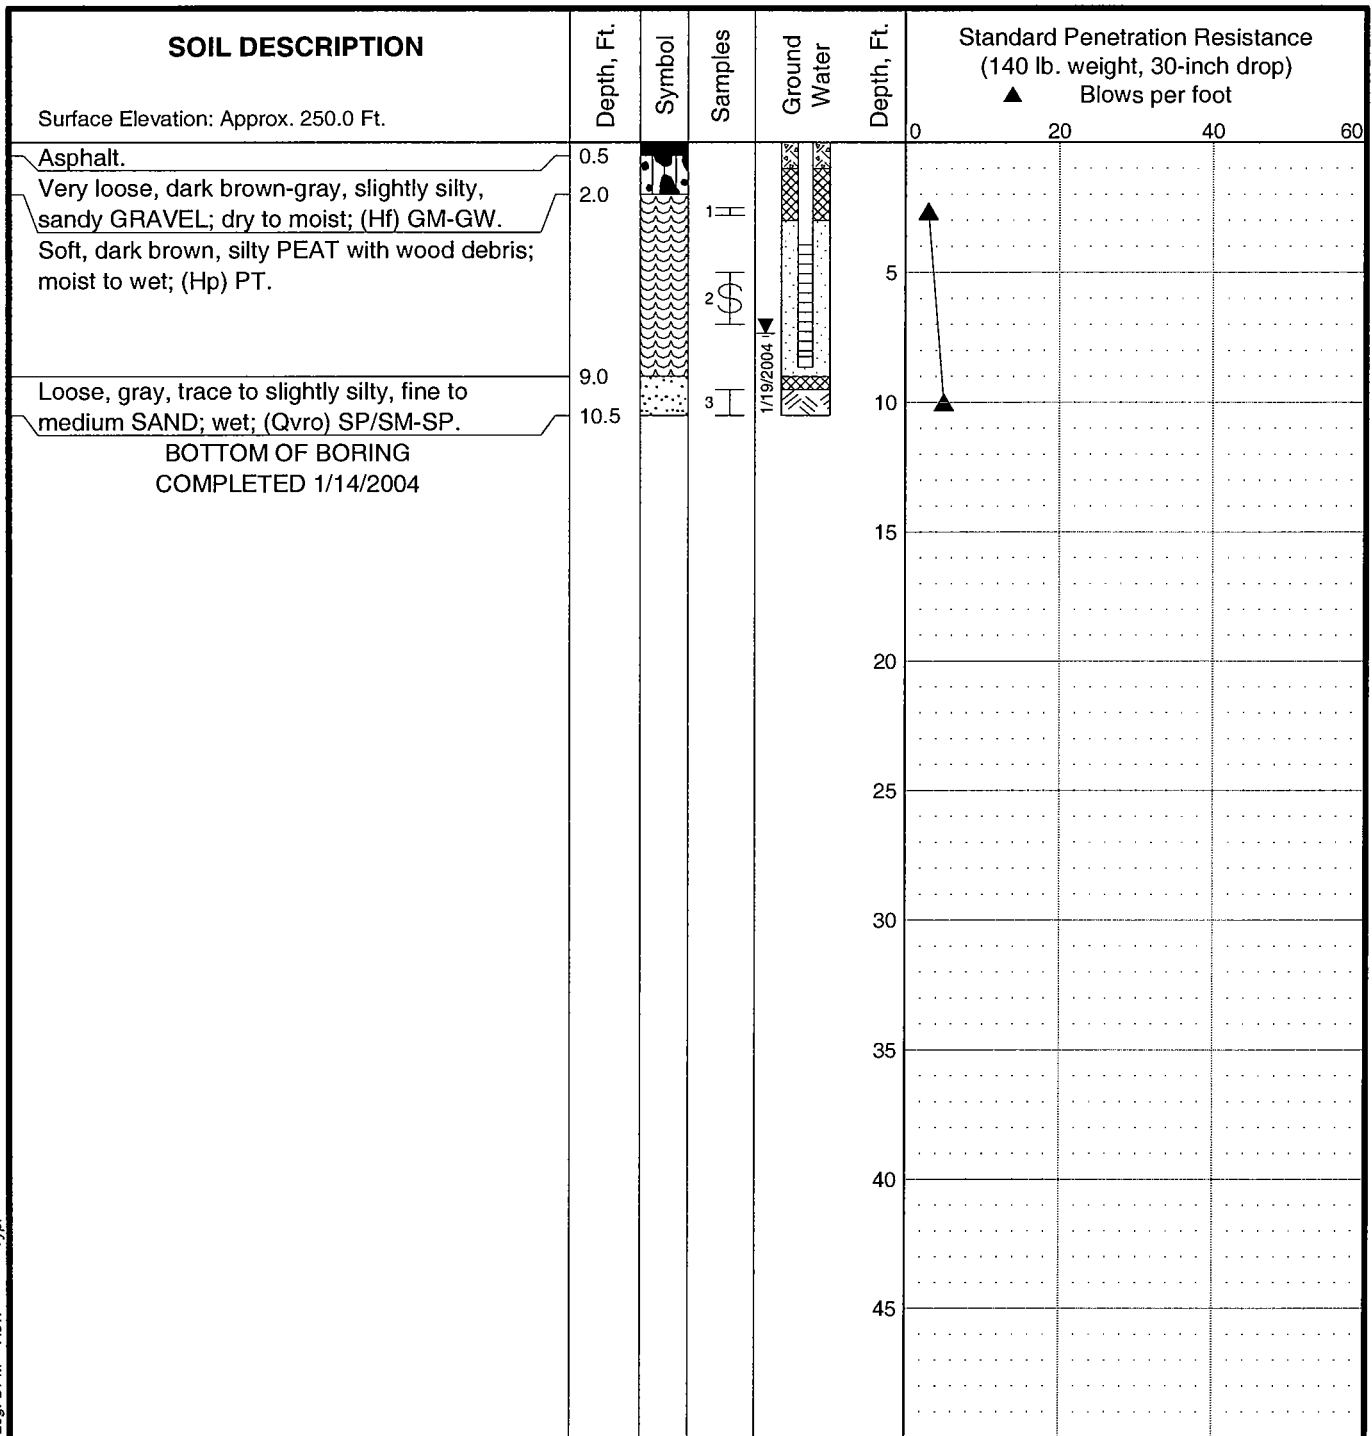 SOIL DESCRIPTION
Surface Elevation: Approx. 250.0 Ft.
Depth, Ft.
Symbol
Samples
Ground
Water
Depth, Ft.
Standard Penetration Resistance
(140 lb. weight, 30-inch drop)
▲ Blows per foot
0 20 40 60
Asphalt.
0.5
Very loose, dark brown-gray, slightly silty,
sandy GRAVEL; dry to moist; (Hf) GM-GW.
2.0
1
Soft, dark brown, silty PEAT with wood debris;
moist to wet; (Hp) PT.
5
2
1/19/2004
9.0
Loose, gray, trace to slightly silty, fine to
medium SAND; wet; (Qvro) SP/SM-SP.
3
10
10.5
BOTTOM OF BORING
COMPLETED 1/14/2004
15
20
25
30
35
40
45